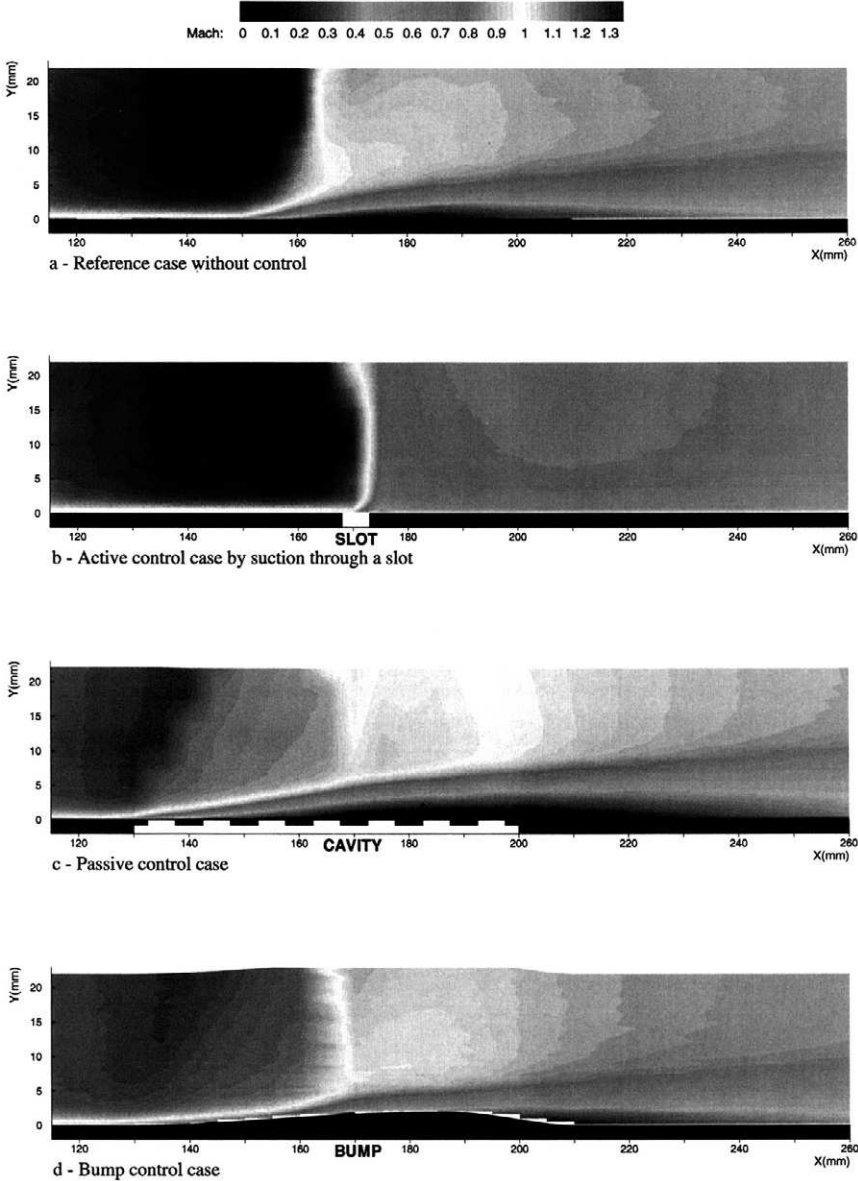 Mach: 0 0.1 0.2 0.3 0.4 0.5 0.6 0.7 0.8 0.9 1 1.1 1.2 1.3
Y(mm)
20
15
10
5
0
120 140 160 180 200 220 240 260
X(mm)
a - Reference case without control
Y(mm)
20
15
10
5
0
120 140 160 180 200 220 240 260
SLOT
X(mm)
b - Active control case by suction through a slot
Y(mm)
20
15
10
5
0
120 140 160 180 200 220 240 260
CAVITY
X(mm)
c - Passive control case
Y(mm)
20
15
10
5
0
120 140 160 180 200 220 240 260
BUMP
X(mm)
d - Bump control case